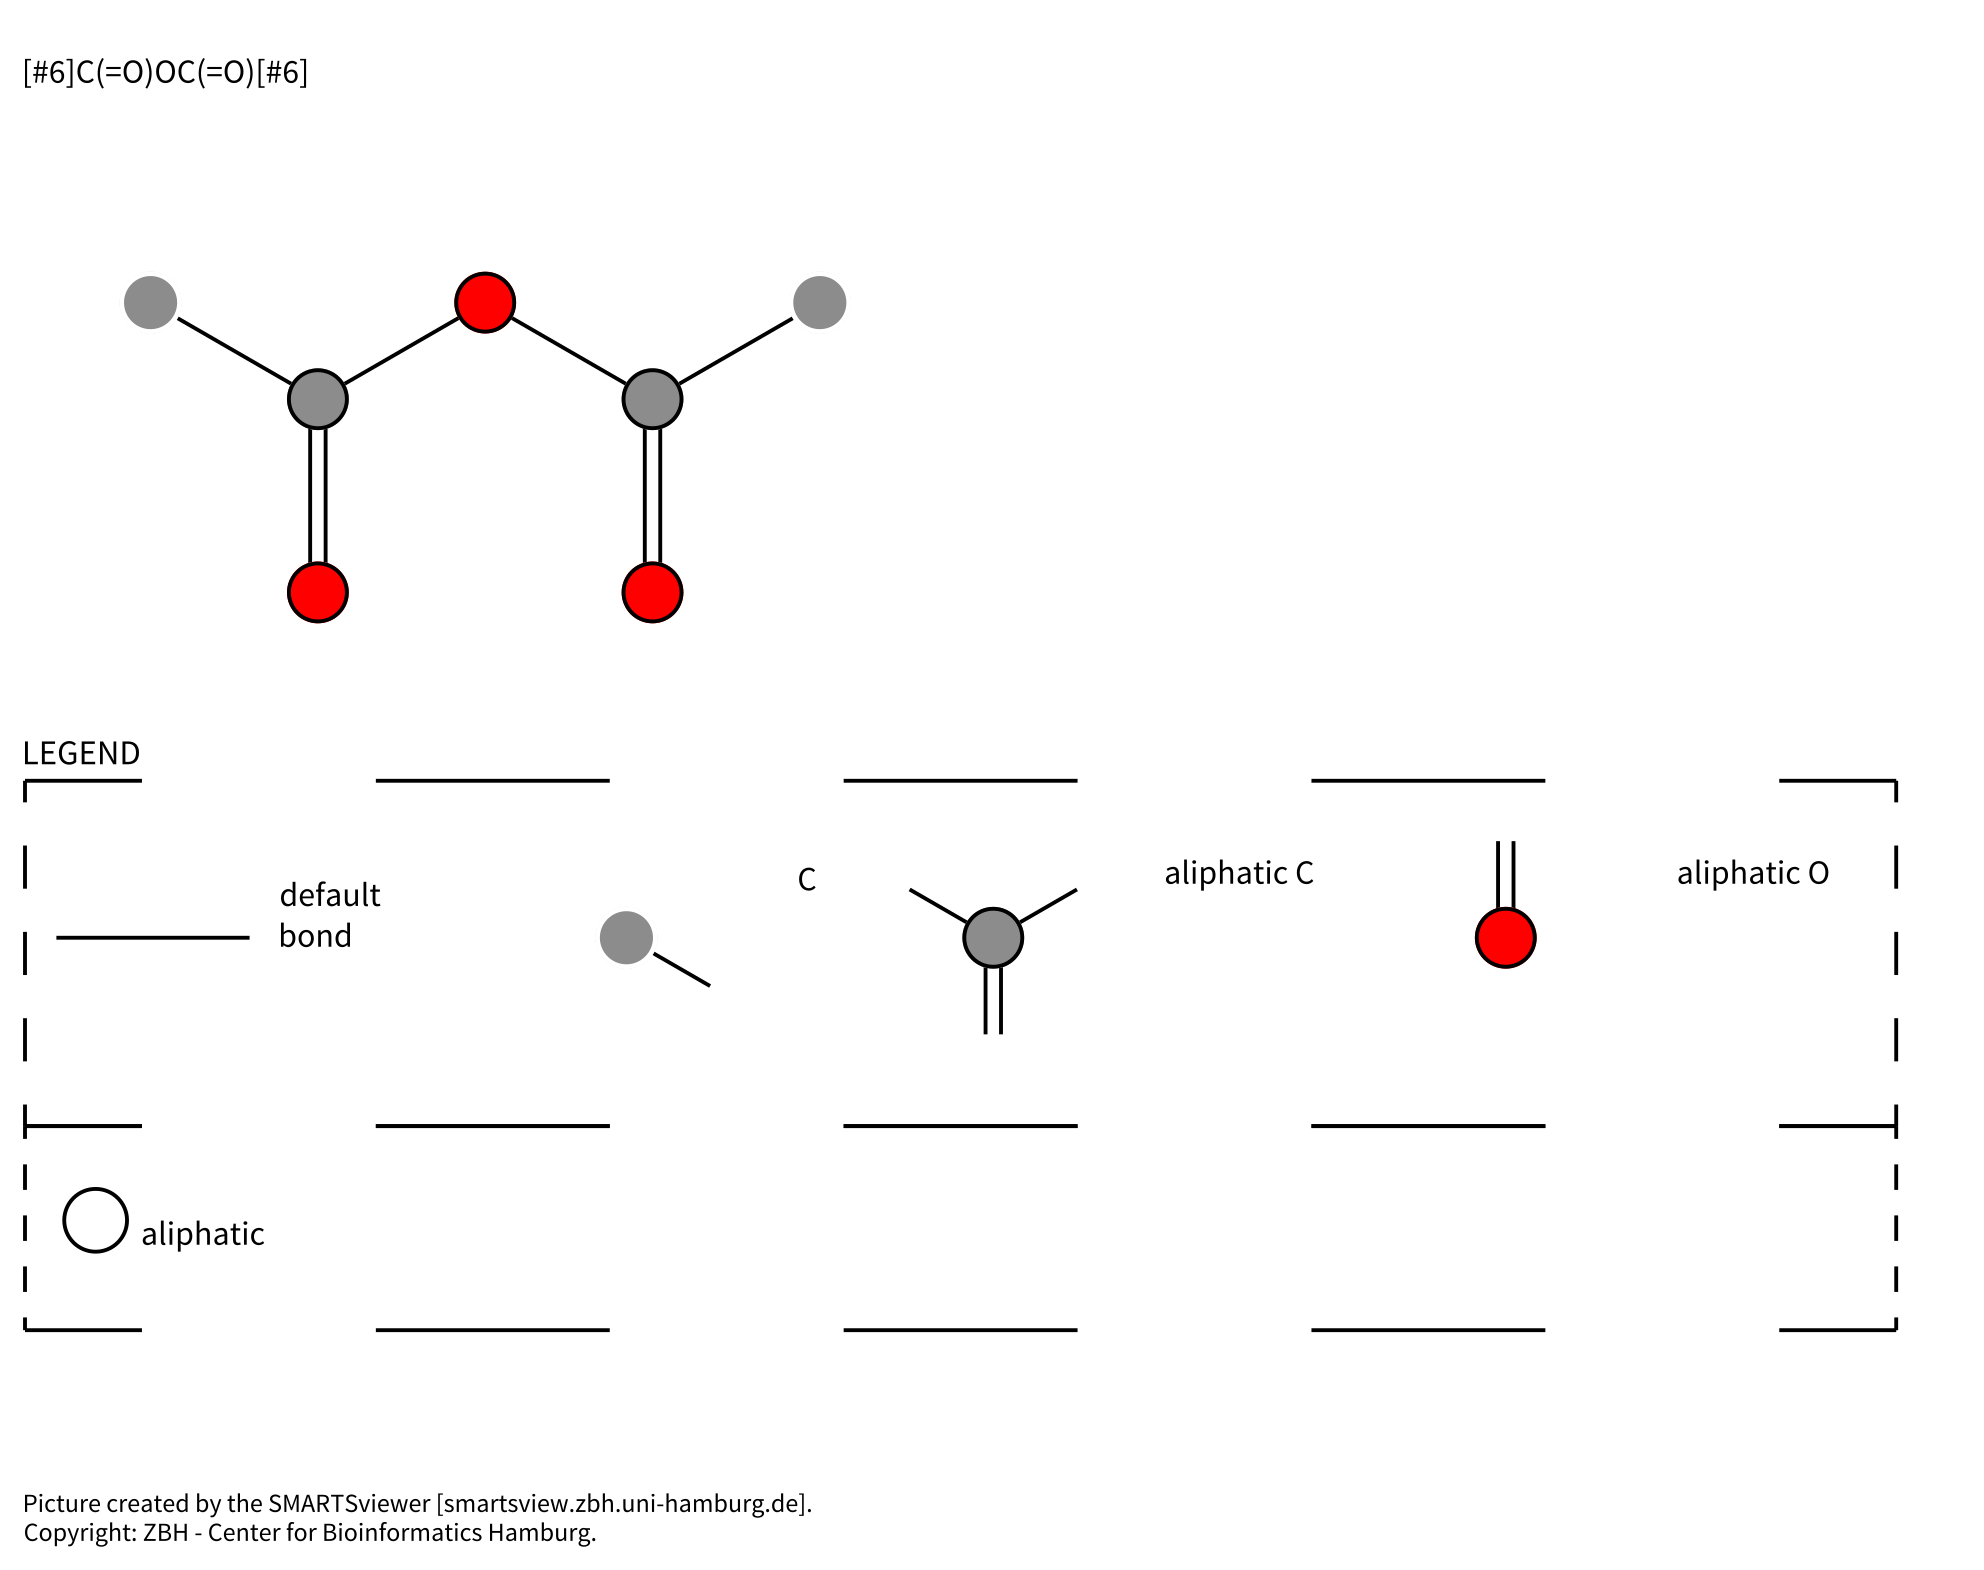 [#6]C(=O)OC(=O)[#6]
LEGEND
default
bond
C
aliphatic C
aliphatic O
aliphatic
Picture created by the SMARTSviewer [smartsview.zbh.uni-hamburg.de].
Copyright: ZBH - Center for Bioinformatics Hamburg.